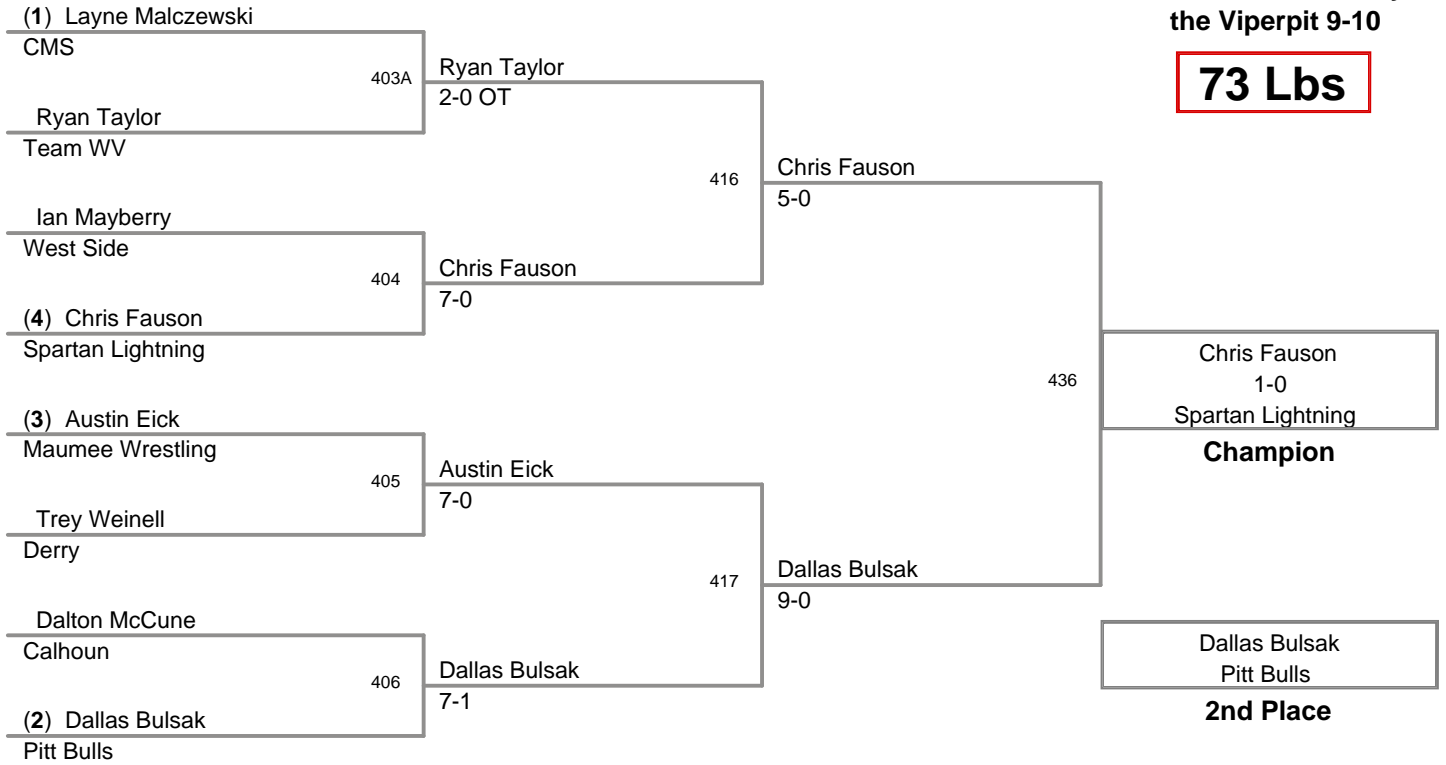 the Viperpit 9-10
73 Lbs
(1) Layne Malczewski
CMS
403A
Ryan Taylor
2-0 OT
Ryan Taylor
Team WV
416
Chris Fauson
5-0
Ian Mayberry
West Side
404
Chris Fauson
7-0
(4) Chris Fauson
Spartan Lightning
436
Chris Fauson
1-0
Spartan Lightning
Champion
(3) Austin Eick
Maumee Wrestling
405
Austin Eick
7-0
Trey Weinell
Derry
417
Dallas Bulsak
9-0
Dalton McCune
Calhoun
406
Dallas Bulsak
7-1
(2) Dallas Bulsak
Pitt Bulls
Dallas Bulsak
Pitt Bulls
2nd Place